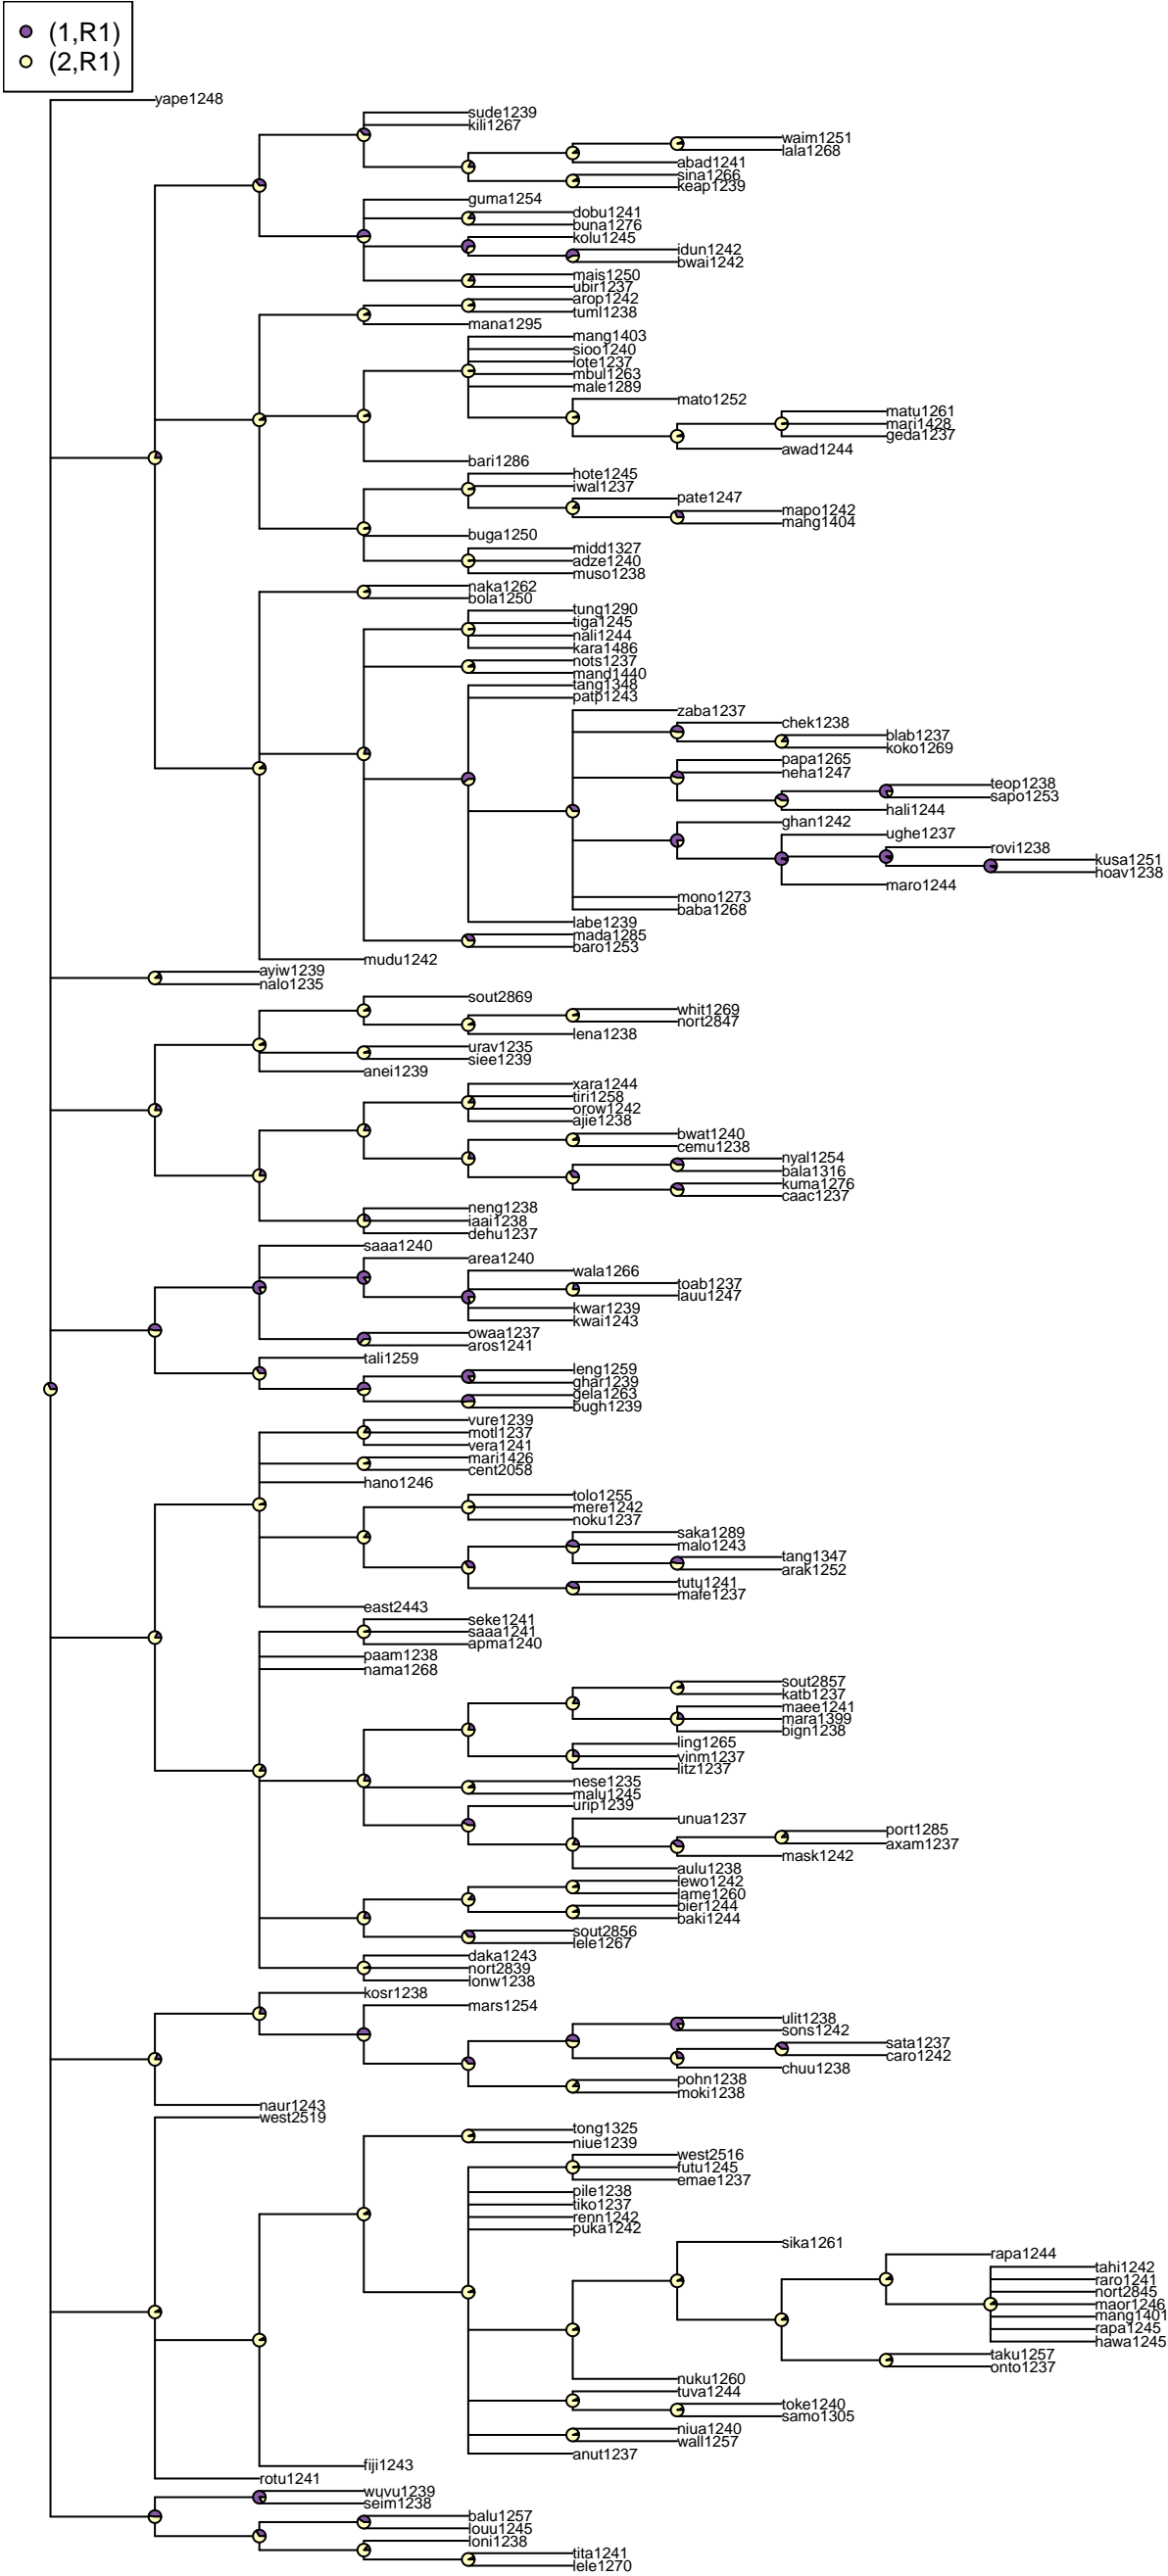 (1,R1)
(2,R1)
yape1248
sude1239
kili1267
waim1251
lala1268
abad1241
sina1266
keap1239
guma1254
dobu1241
buna1276
kolu1245
idun1242
bwai1242
mais1250
ubir1237
arop1242
tuml1238
mana1295
mang1403
sioo1240
lote1237
mbul1263
male1289
mato1252
matu1261
mari1428
geda1237
awad1244
bari1286
hote1245
iwal1237
pate1247
mapo1242
mang1404
buga1250
midd1327
adze1240
muso1238
naka1262
bola1250
tung1290
tiga1245
nali1244
kara1486
nots1237
mand1440
tang1348
patp1243
zaba1237
chek1238
blab1237
koko1269
papa1265
neha1247
teop1238
sapo1253
hali1244
ghan1242
ughe1237
rovi1238
kusa1251
hoav1238
maro1244
mono1273
baba1268
labe1239
mada1285
baro1253
mudu1242
ayiw1239
nalo1235
sout2869
whit1269
nort2847
lena1238
urav1235
siee1239
anei1239
xara1244
tiri1258
orow1242
ajie1238
bwat1240
cemu1238
nyal1254
bala1316
kuma1276
caac1237
neng1238
iaai1238
dehu1237
saaa1240
area1240
wala1266
toab1237
lauu1247
kwar1239
kwai1243
owaa1237
aros1241
tali1259
leng1259
ghar1239
gela1263
bugh1239
vure1239
motl1237
vera1241
mari1426
cent2058
hano1246
tolo1255
mere1242
noku1237
saka1289
malo1243
tang1347
arak1252
tutu1241
mafe1237
east2443
seke1241
saaa1241
apma1240
paam1238
nama1268
sout2857
katb1237
maee1241
mara1399
bign1238
ling1265
vinm1237
litz1237
nese1235
malu1245
urip1239
unua1237
port1285
axam1237
mask1242
aulu1238
lewo1242
lame1260
bier1244
baki1244
sout2856
lele1267
daka1243
nort2839
lonw1238
kosr1238
mars1254
ulit1238
sons1242
sata1237
caro1242
chuu1238
pohn1238
moki1238
naur1243
west2519
tong1325
niue1239
west2516
futu1245
emae1237
pile1238
tiko1237
renn1242
puka1242
sika1261
rapa1244
tahi1242
raro1241
nort2845
maor1246
mang1401
rapa1245
hawa1245
taku1257
onto1237
nuku1260
tuva1244
toke1240
samo1305
niua1240
wall1257
anut1237
fiji1243
rotu1241
wuvu1239
seim1238
balu1257
louu1245
loni1238
tita1241
lele1270